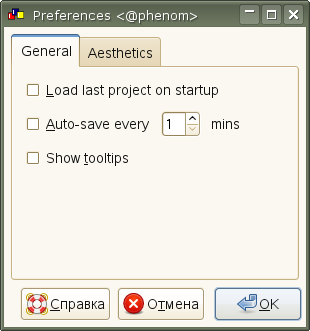 Preferences <@phenom>
General Aesthetics
Load last project on startup
Auto-save every 1 mins
Show tooltips
Справка Отмена OK